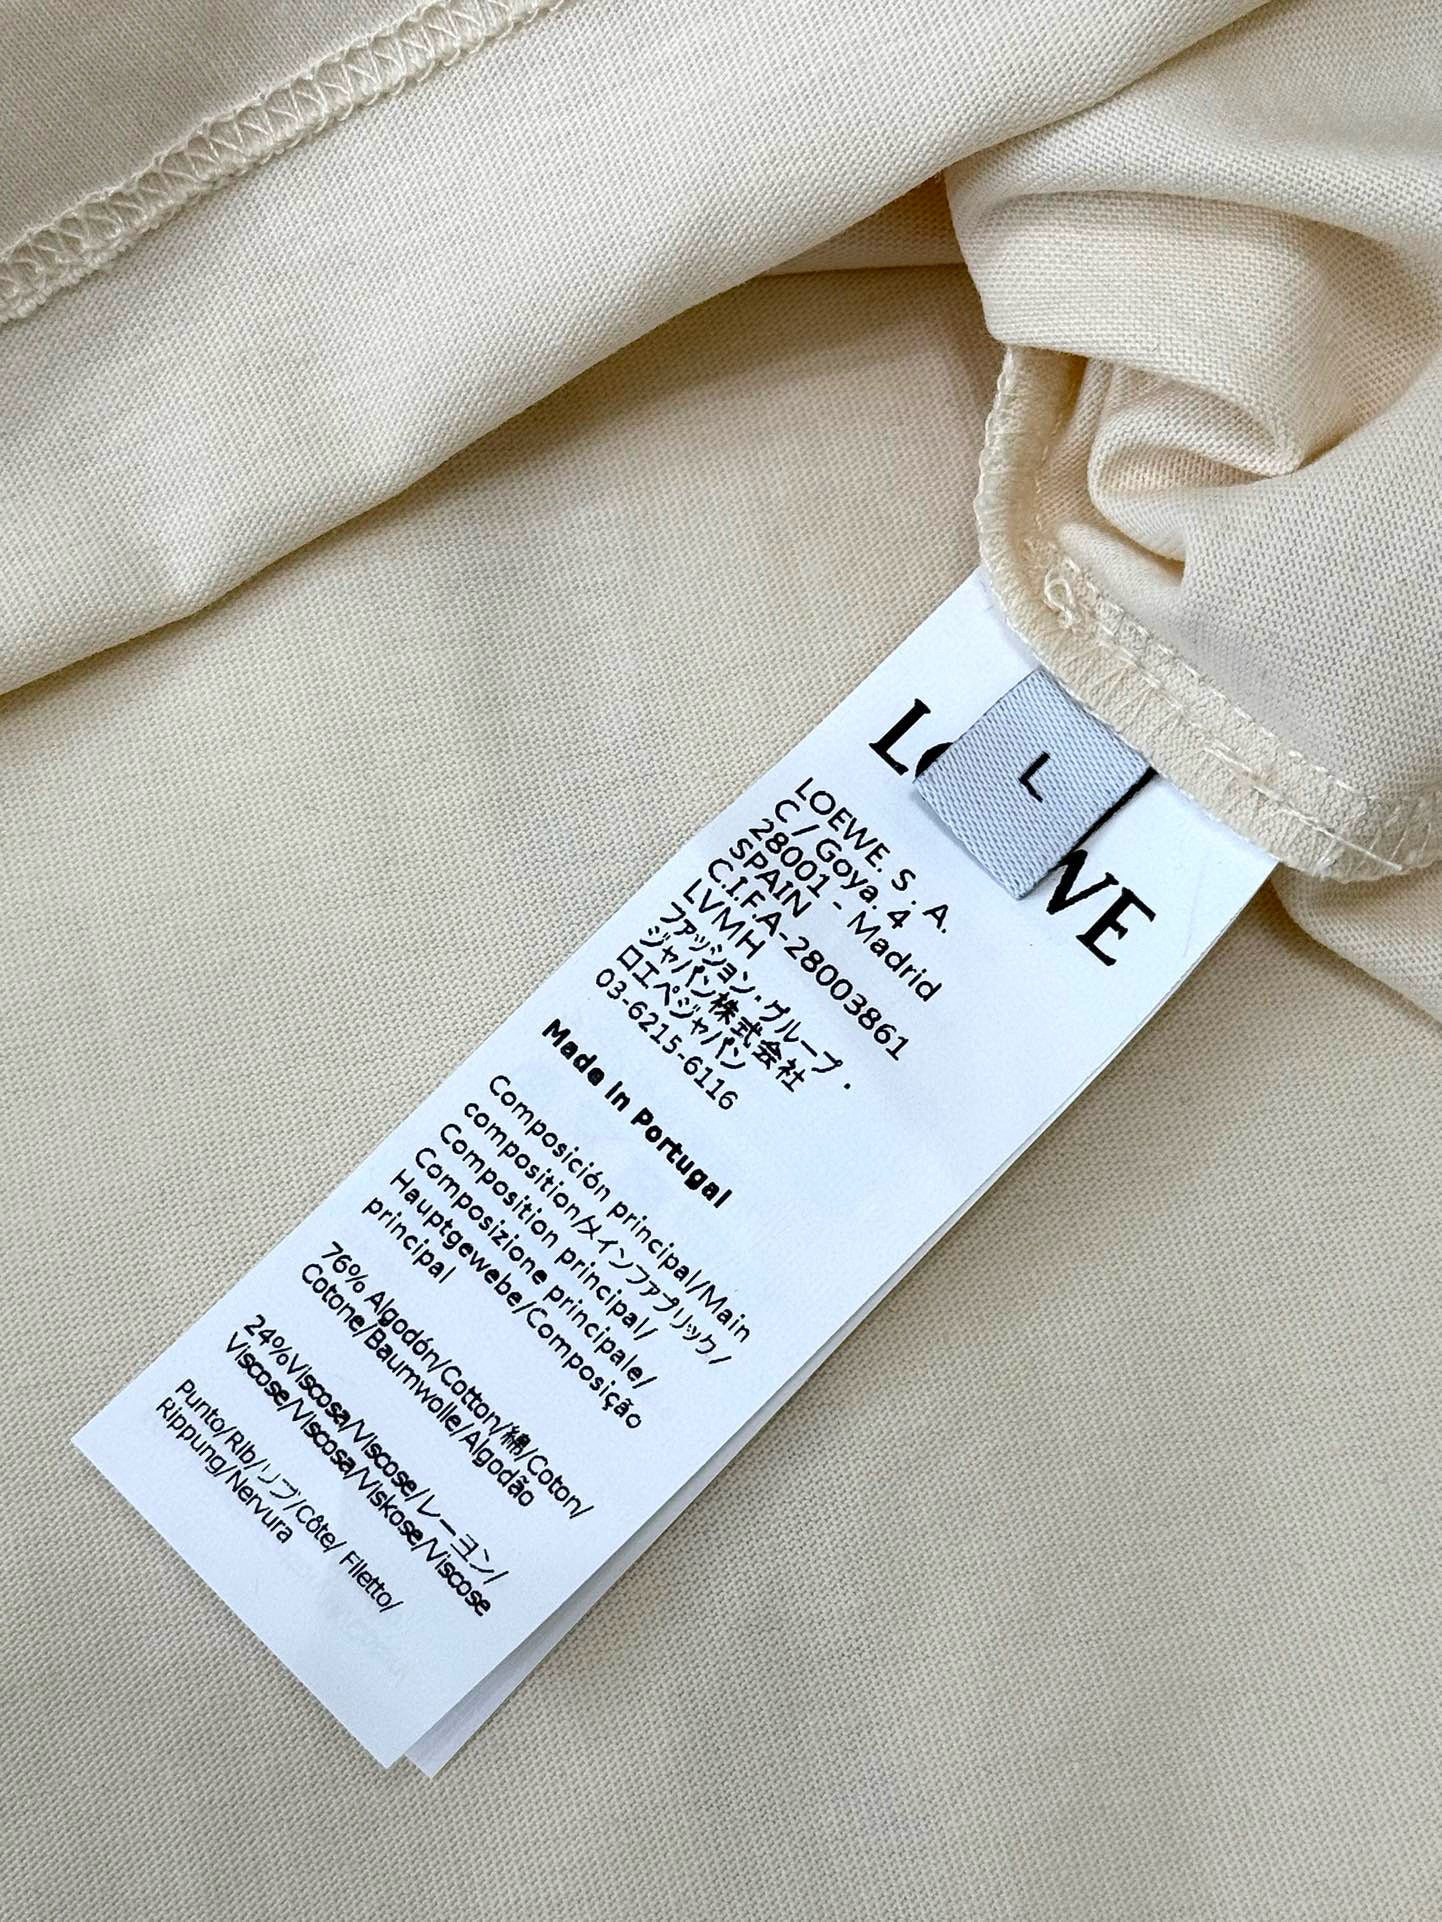 LOEWE
L
LOEWE. S . A.
C / Goya. 4
28001 - Madrid
SPAIN
C.I.F.A-28003861
LVMH
ファッション・グループ・
ジャパン株式会社
ロエベジャパン
03-6215-6116
Made in Portugal
Composición principal/Main
composition/メインファブリック/
Composition principal/
Composizione principale/
Hauptgewebe/Composição
principal
76% Algodón/Cotton/綿/Coton/
Cotone/Baumwolle/Algodão
24%Viscosa/Viscose/レーヨン/
Viscose/Viscosa/Viskose/Viscose
Punto/Rib/リブ/Côte/ Filetto/
Rippung/Nervura